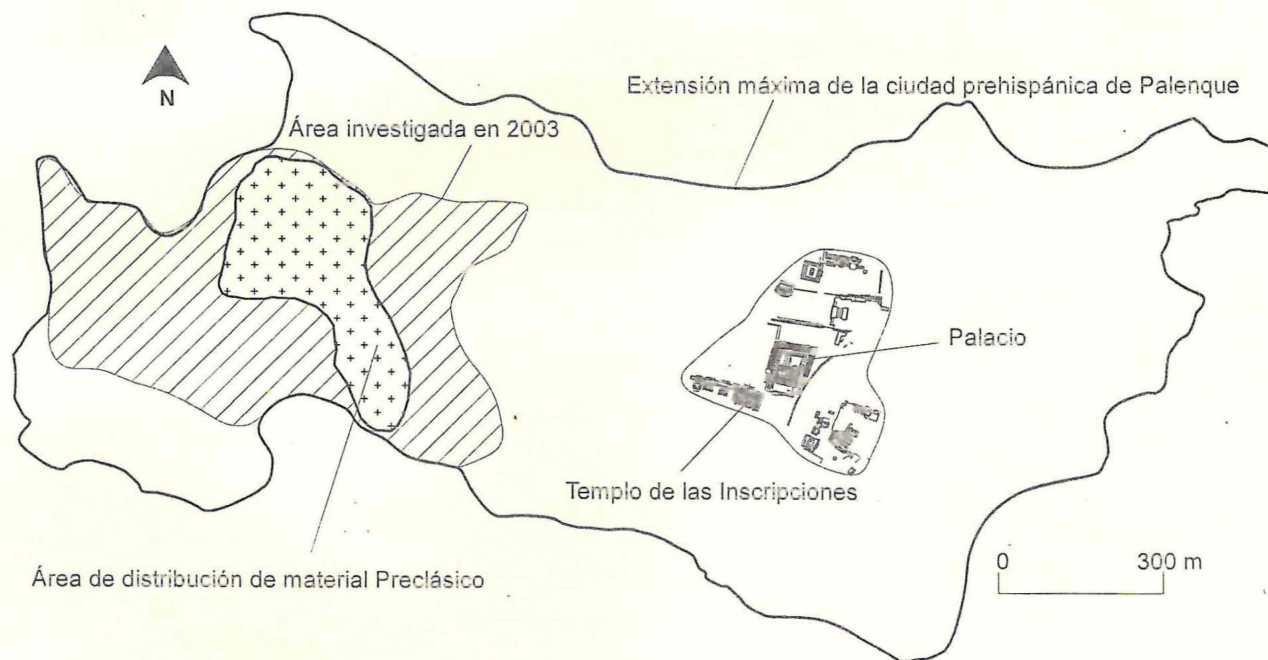 N
Extensión máxima de la ciudad prehispánica de Palenque
Área investigada en 2003
Palacio
Templo de las Inscripciones
Área de distribución de material Preclásico
0 300 m